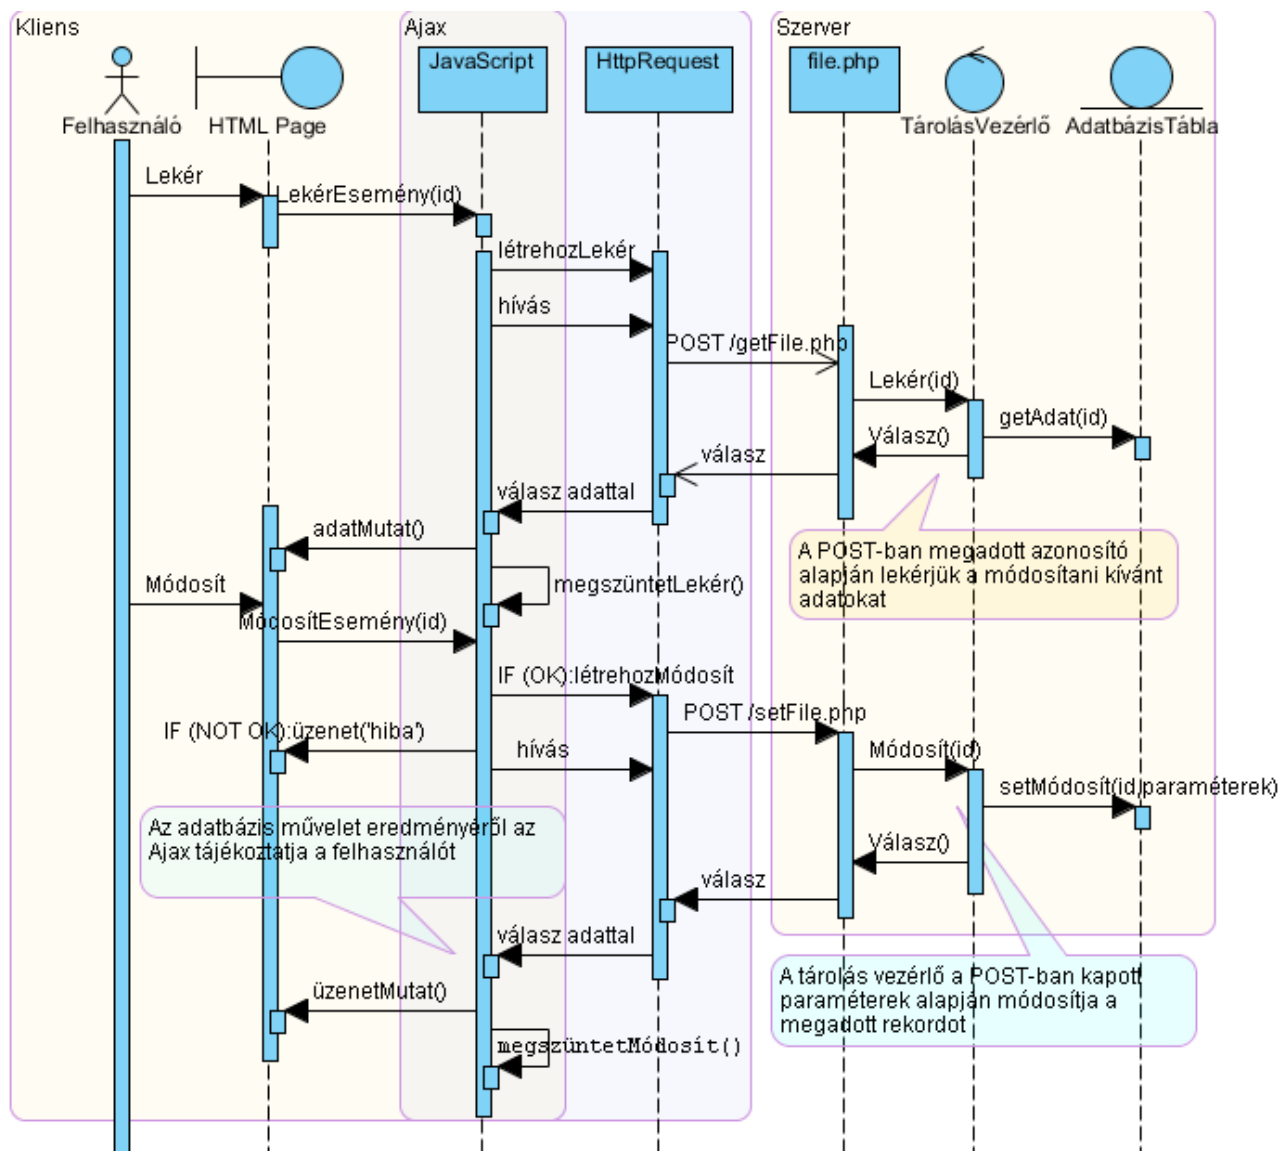 Kliens
Ajax
Szerver
JavaScript
HttpRequest
file.php
Felhasználó
HTML Page
TárolásVezérlő
AdatbázisTábla
Lekér
LekérEsemény(id)
létrehozLekér
hívás
POST /getFile.php
Lekér(id)
getAdat(id)
Válasz()
válasz
válasz adattal
adatMutat()
A POST-ban megadott azonosító
alapján lekérjük a módosítani kívánt
adatokat
Módosít
megszüntetLekér()
MódosítEsemény(id)
IF (OK):létrehozMódosít
POST /setFile.php
IF (NOT OK):üzenet('hiba')
hívás
Módosít(id)
setMódosít(id,paraméterek)
Az adatbázis művelet eredményéről az
Ajax tájékoztatja a felhasználót
Válasz()
válasz
válasz adattal
A tárolás vezérlő a POST-ban kapott
paraméterek alapján módosítja a
megadott rekordot
üzenetMutat()
megszüntetMódosít()